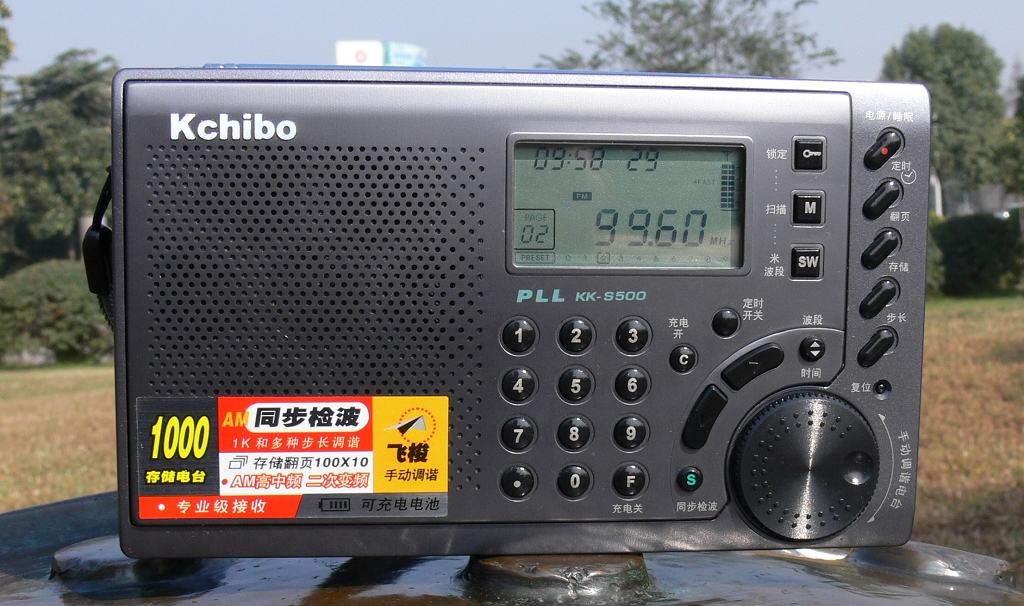 Kchibo
09:58 29
FM
99.60 MHz
PAGE
02
PRESET
PLL KK-S500
锁定
扫描
M
米
波段
SW
电源/睡眠
定时
翻页
存储
步长
定时
开关
充电
开
C
波段
时间
复位
1 2 3
4 5 6
7 8 9
• 0 F
充电关
S
同步检波
手动调谐电台
1000
存储电台
AM 同步检波
1K和多种步长调谐
存储翻页100X10
• AM高中频 二次变频
飞梭
手动调谐
• 专业级接收
可充电电池